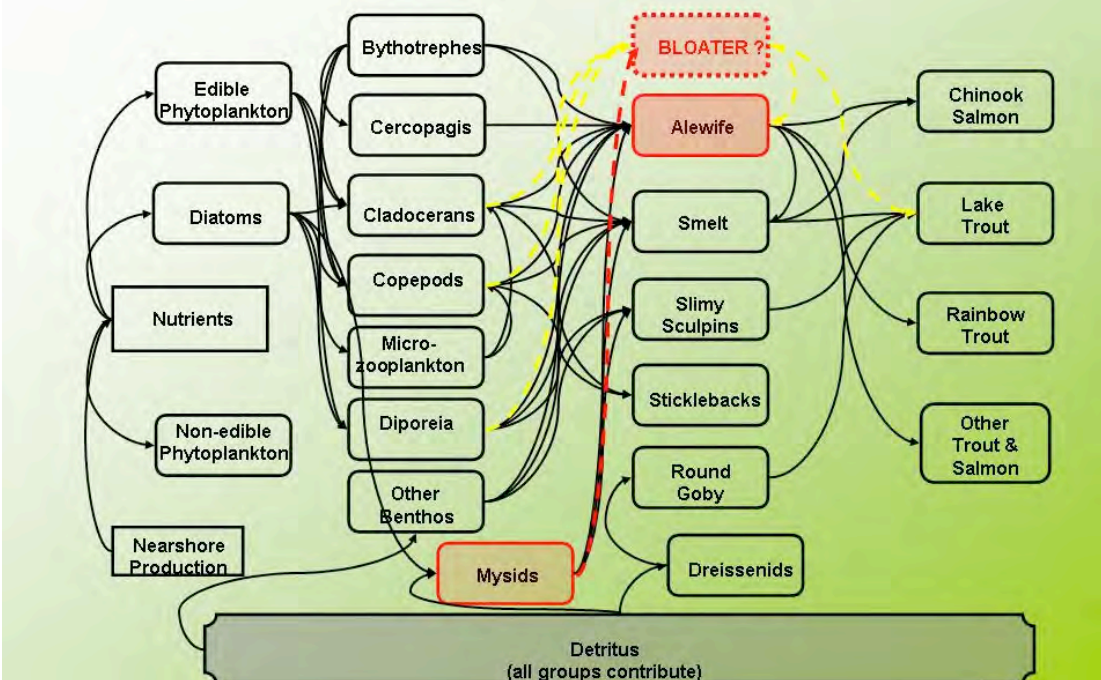 Bythotrephes
BLOATER ?
Edible
Phytoplankton
Chinook
Salmon
Cercopagis
Alewife
Diatoms
Cladocerans
Smelt
Lake
Trout
Copepods
Nutrients
Slimy
Sculpins
Rainbow
Trout
Micro-
zooplankton
Sticklebacks
Diporeia
Non-edible
Phytoplankton
Other
Trout &
Salmon
Round
Goby
Other
Benthos
Nearshore
Production
Mysids
Dreissenids
Detritus
(all groups contribute)